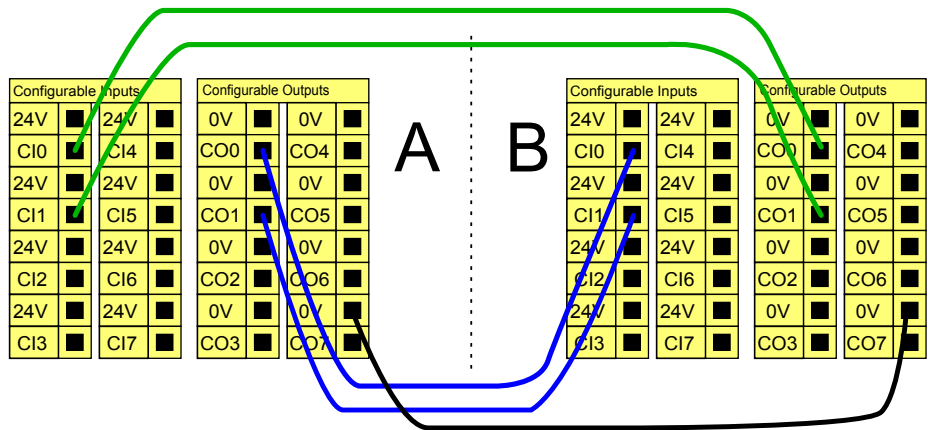 Configurable Inputs Configurable Outputs Configurable Inputs Configurable Outputs
24V 24V 0V 0V A B 24V 24V 0V 0V
CI0 CI4 CO0 CO4 CI0 CI4 CO0 CO4
24V 24V 0V 0V 24V 24V 0V 0V
CI1 CI5 CO1 CO5 CI1 CI5 CO1 CO5
24V 24V 0V 0V 24V 24V 0V 0V
CI2 CI6 CO2 CO6 CI2 CI6 CO2 CO6
24V 24V 0V 0V 24V 24V 0V 0V
CI3 CI7 CO3 CO7 CI3 CI7 CO3 CO7